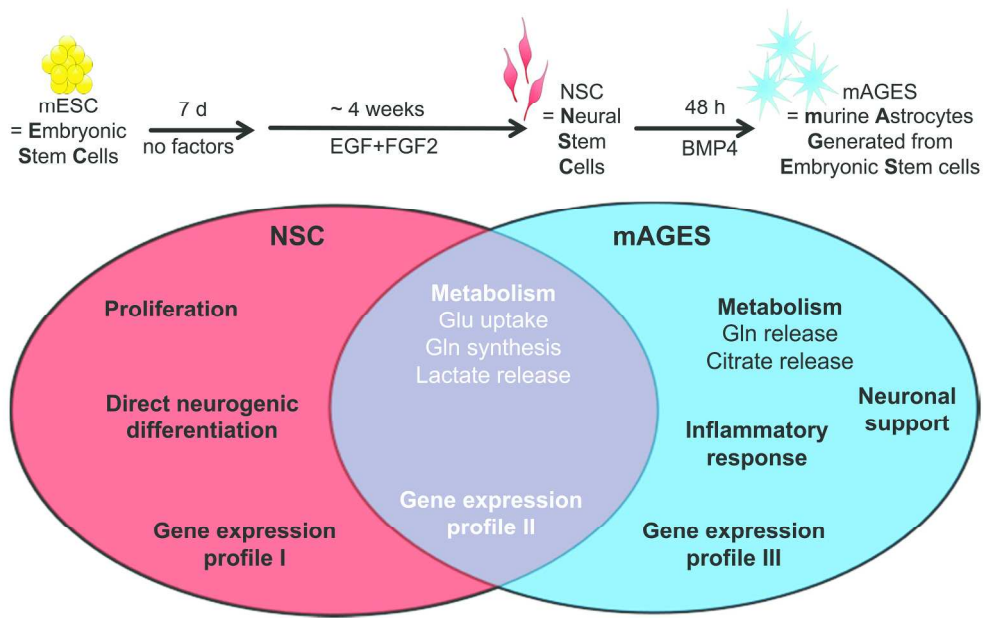 mESC
= Embryonic
Stem Cells
7 d
no factors
~ 4 weeks
EGF+FGF2
NSC
= Neural
Stem
Cells
48 h
BMP4
mAGES
= murine Astrocytes
Generated from
Embryonic Stem cells
NSC
Proliferation
Direct neurogenic
differentiation
Gene expression
profile I
Metabolism
Glu uptake
Gln synthesis
Lactate release
Gene expression
profile II
mAGES
Metabolism
Gln release
Citrate release
Neuronal
support
Inflammatory
response
Gene expression
profile III